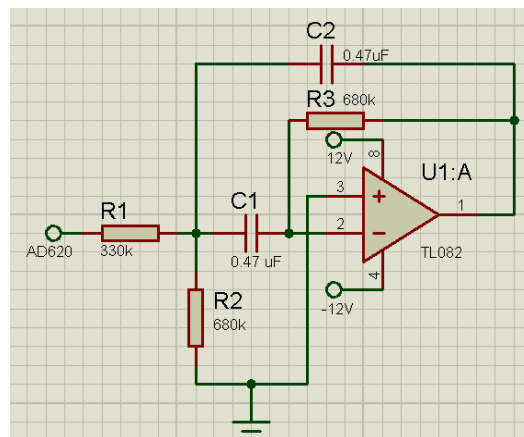 C2
0.47uF
R3 680k
12V
8
U1:A
3
1
2
TL082
4
-12V
C1
0.47 uF
R1
330k
AD620
R2
680k